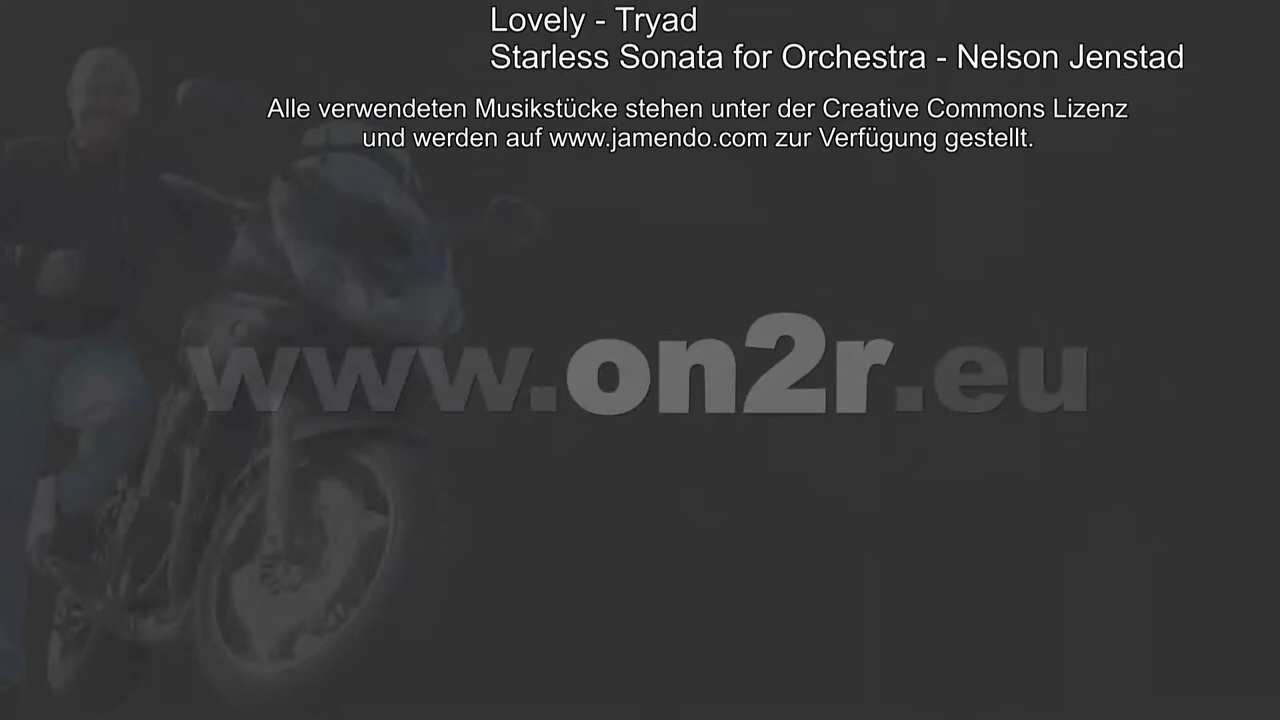 Lovely - Tryad
Starless Sonata for Orchestra - Nelson Jenstad
Alle verwendeten Musikstücke stehen unter der Creative Commons Lizenz
und werden auf www.jamendo.com zur Verfügung gestellt.
www.on2r.eu